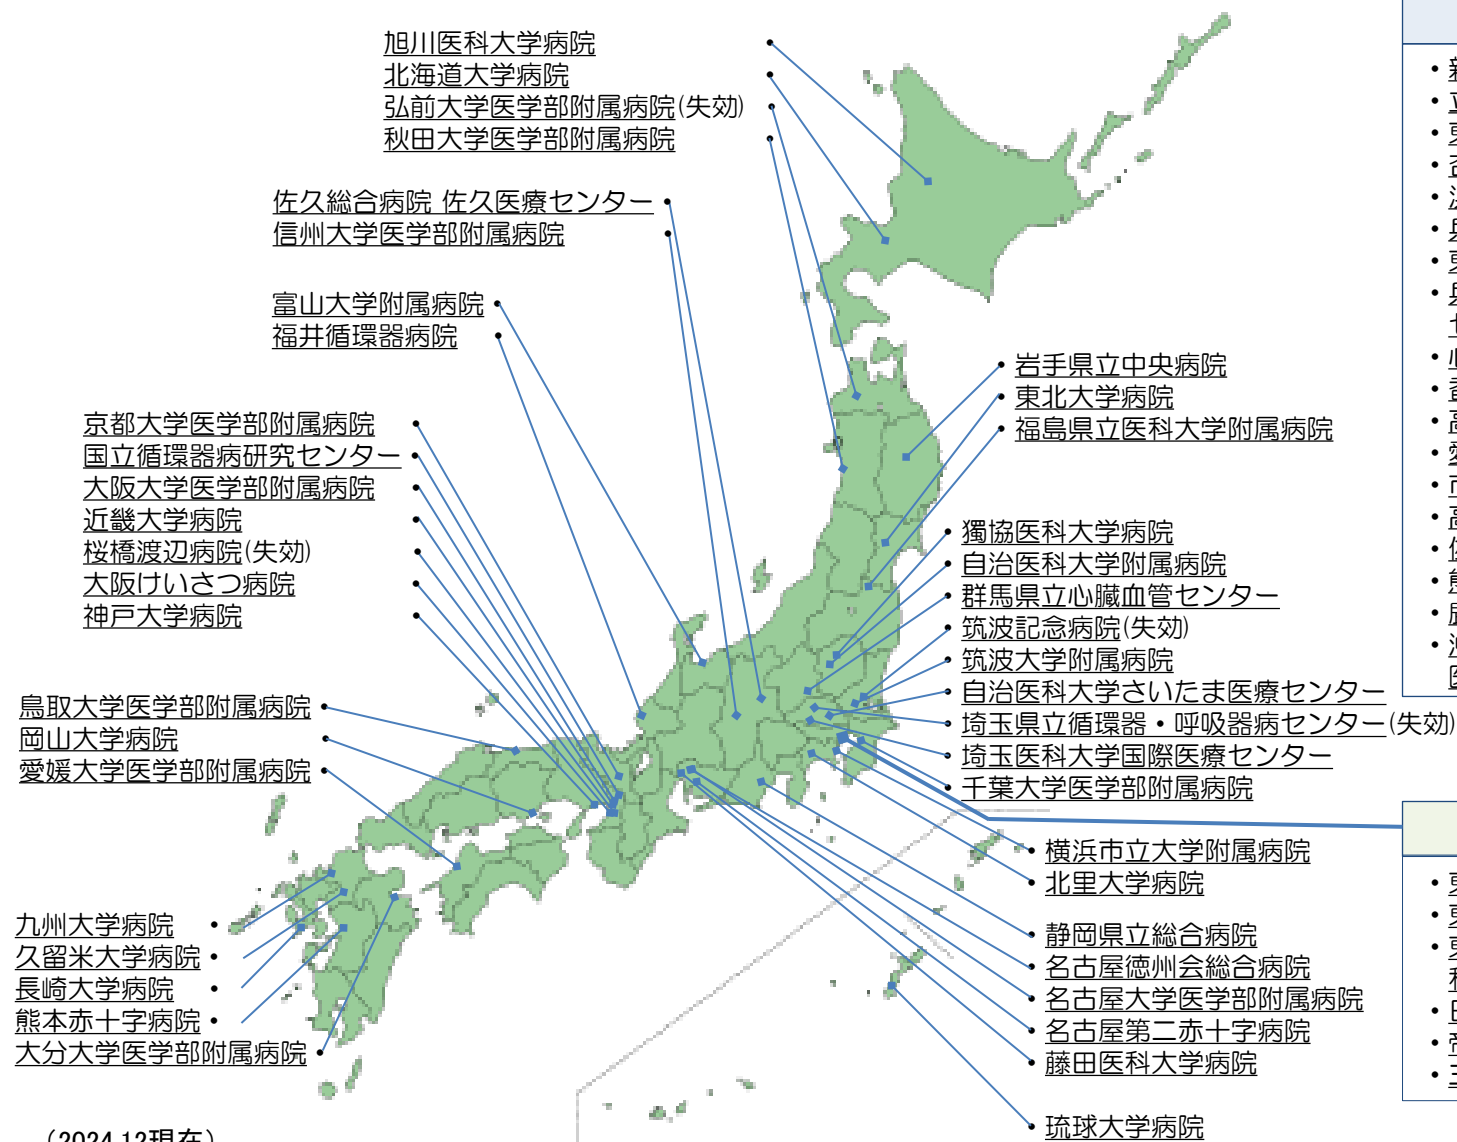 旭川医科大学病院
北海道大学病院
弘前大学医学部附属病院(失効)
秋田大学医学部附属病院
佐久総合病院 佐久医療センター
信州大学医学部附属病院
富山大学附属病院
福井循環器病院
岩手県立中央病院
東北大学病院
福島県立医科大学附属病院
京都大学医学部附属病院
国立循環器病研究センター
大阪大学医学部附属病院
近畿大学病院
桜橋渡辺病院(失効)
大阪けいさつ病院
神戸大学病院
獨協医科大学病院
自治医科大学附属病院
群馬県立心臓血管センター
筑波記念病院(失効)
筑波大学附属病院
自治医科大学さいたま医療センター
埼玉県立循環器・呼吸器病センター(失効)
埼玉医科大学国際医療センター
千葉大学医学部附属病院
鳥取大学医学部附属病院
岡山大学病院
愛媛大学医学部附属病院
横浜市立大学附属病院
北里大学病院
静岡県立総合病院
名古屋徳州会総合病院
名古屋大学医学部附属病院
名古屋第二赤十字病院
藤田医科大学病院
琉球大学病院
九州大学病院
久留米大学病院
長崎大学病院
熊本赤十字病院
大分大学医学部附属病院
(2024.12現在)